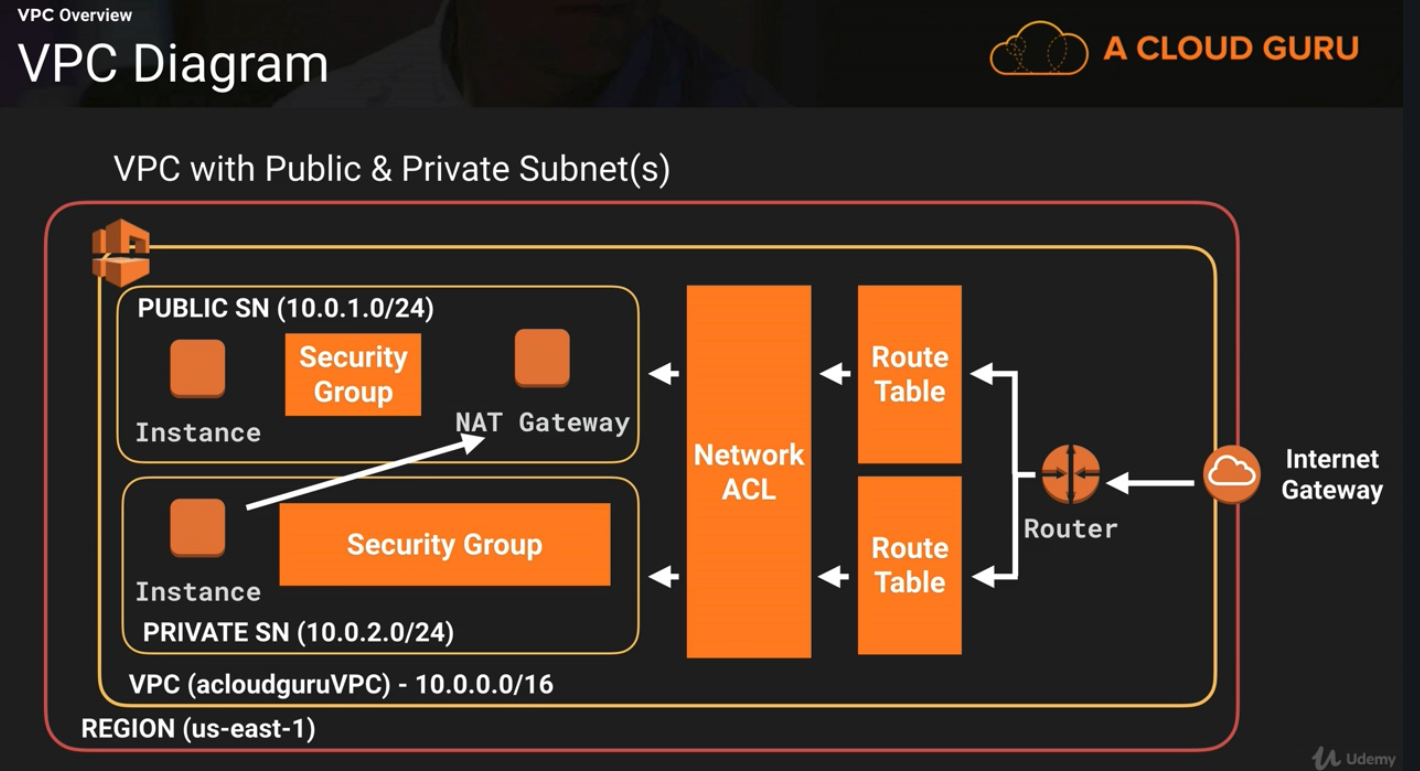 VPC Overview
VPC Diagram
A CLOUD GURU
VPC with Public & Private Subnet(s)
PUBLIC SN (10.0.1.0/24)
Security
Group
Instance
NAT Gateway
Security Group
Instance
PRIVATE SN (10.0.2.0/24)
Network
ACL
Route
Table
Route
Table
Router
Internet
Gateway
VPC (acloudguruVPC) - 10.0.0.0/16
REGION (us-east-1)
Udemy